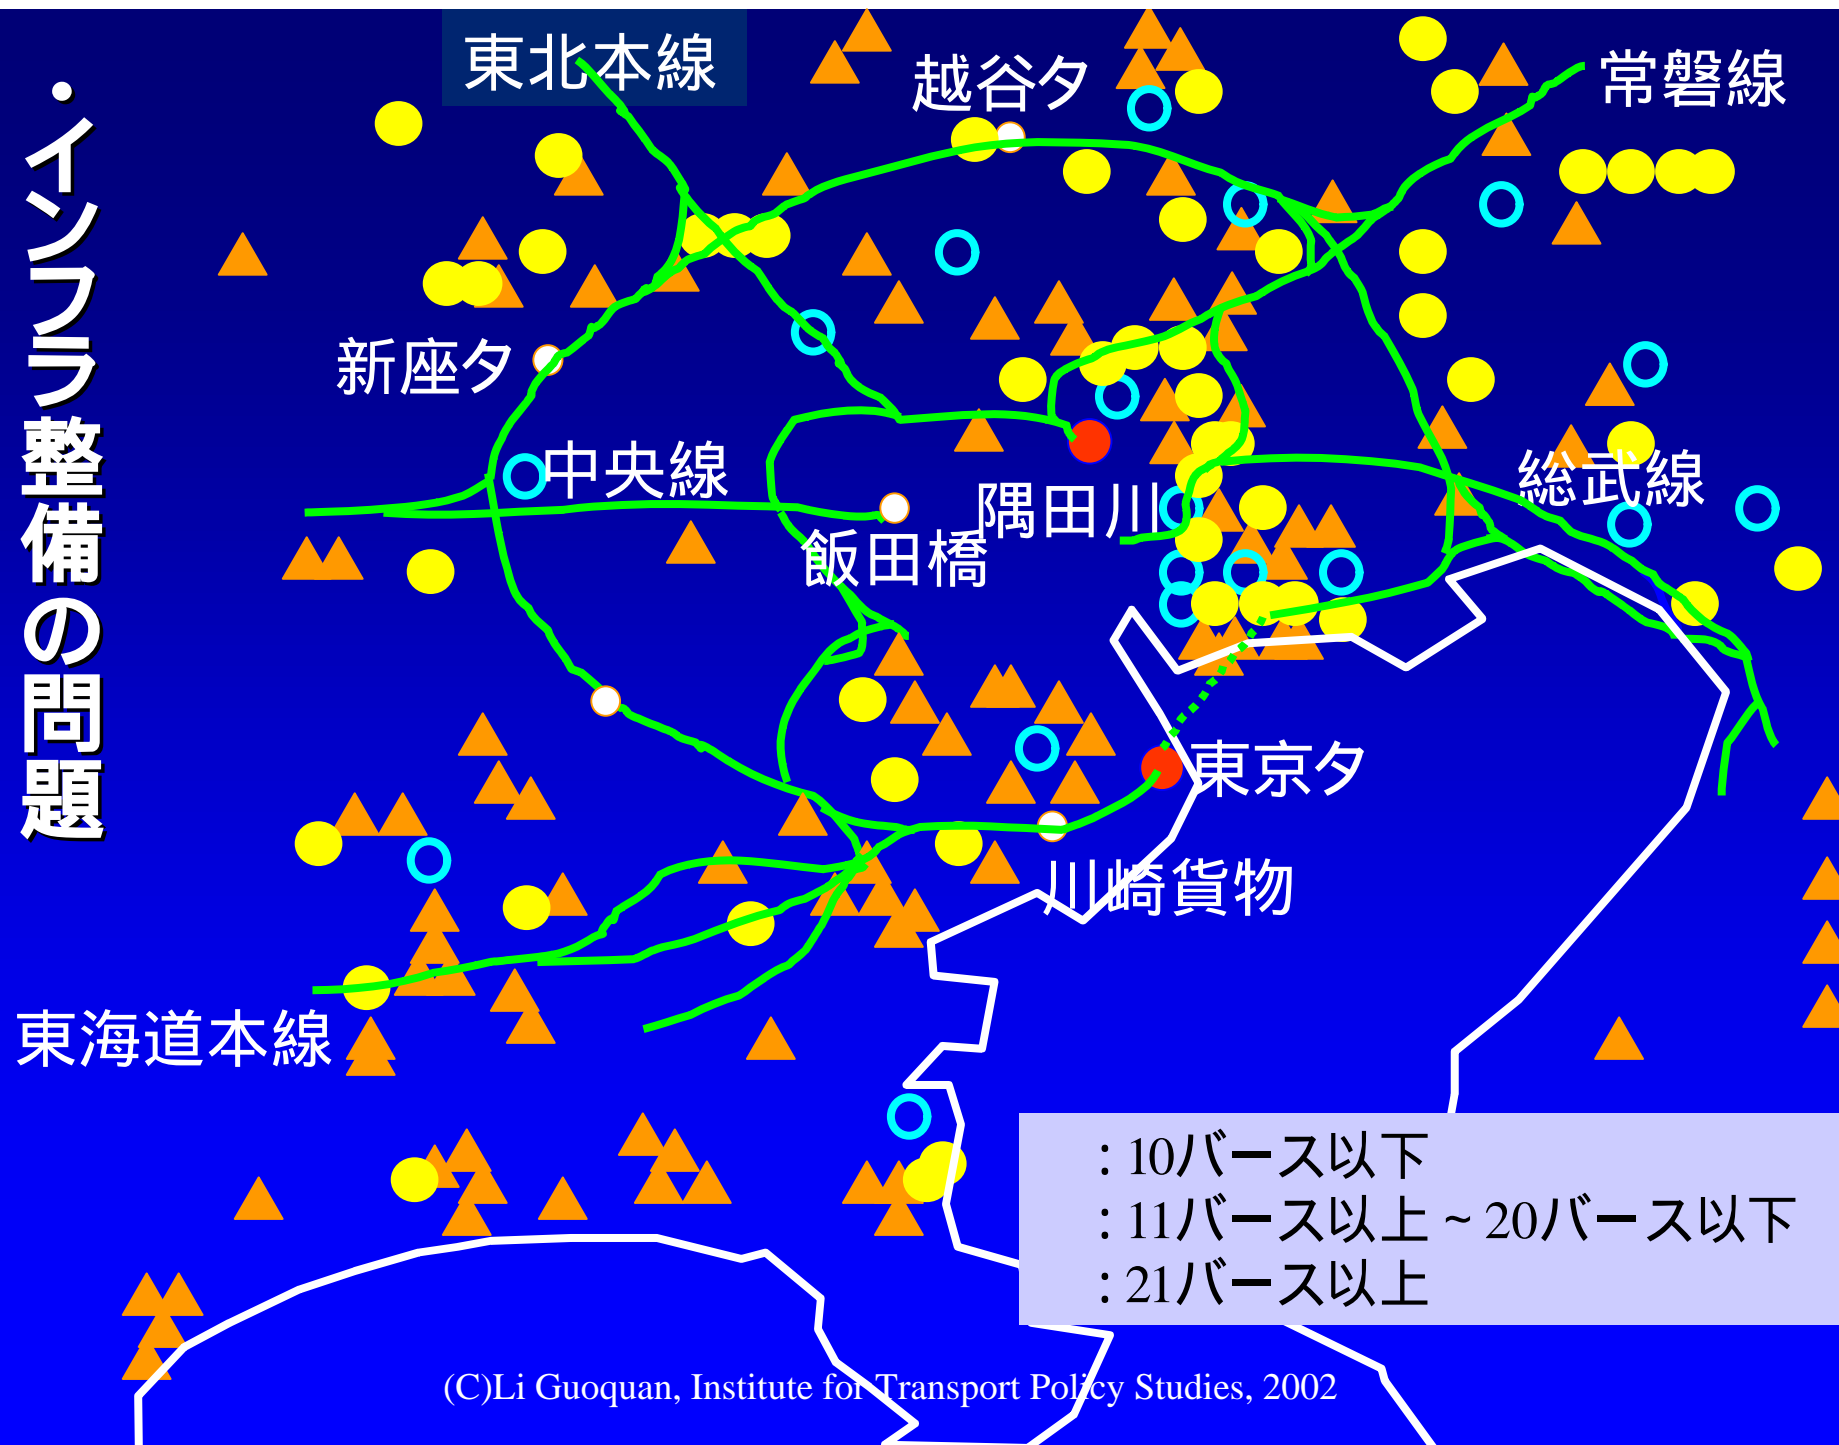 ・インフラ整備の問題
東北本線
越谷タ
常磐線
新座タ
中央線
総武線
隅田川
飯田橋
東京タ
川崎貨物
東海道本線
: 10バース以下
: 11バース以上 ~ 20バース以下
: 21バース以上
(C)Li Guoquan, Institute for Transport Policy Studies, 2002